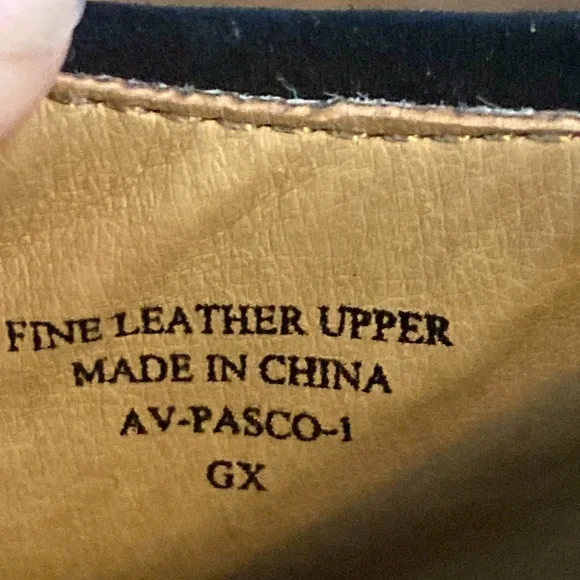 FINE LEATHER UPPER
MADE IN CHINA
AV-PASCO-1
GX